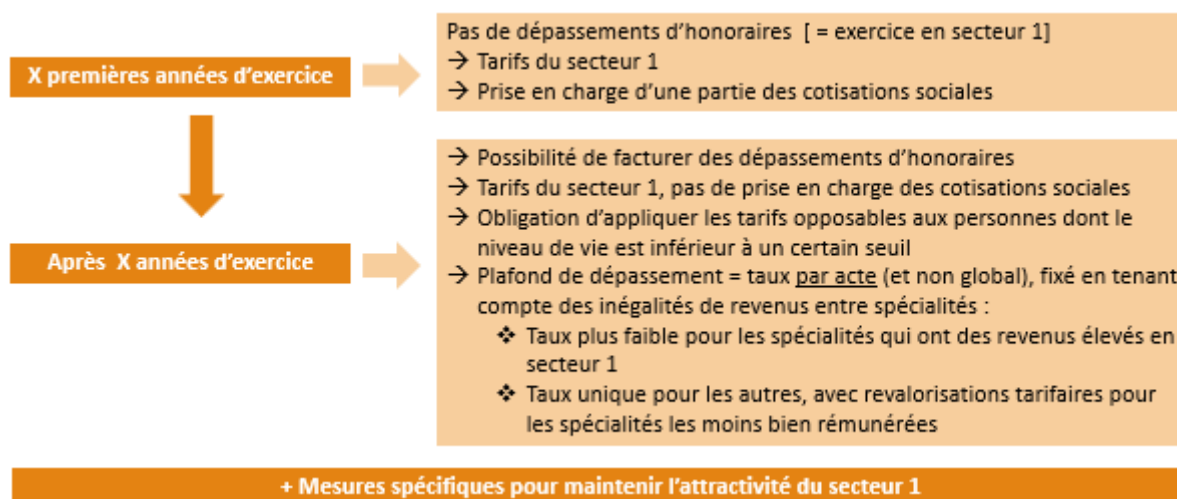 X premières années d'exercice
Pas de dépassements d'honoraires [ = exercice en secteur 1]
→ Tarifs du secteur 1
→ Prise en charge d'une partie des cotisations sociales
Après X années d'exercice
→ Possibilité de facturer des dépassements d'honoraires
→ Tarifs du secteur 1, pas de prise en charge des cotisations sociales
→ Obligation d'appliquer les tarifs opposables aux personnes dont le
niveau de vie est inférieur à un certain seuil
→ Plafond de dépassement = taux par acte (et non global), fixé en tenant
compte des inégalités de revenus entre spécialités :
❖ Taux plus faible pour les spécialités qui ont des revenus élevés en
secteur 1
❖ Taux unique pour les autres, avec revalorisations tarifaires pour
les spécialités les moins bien rémunérées
+ Mesures spécifiques pour maintenir l'attractivité du secteur 1